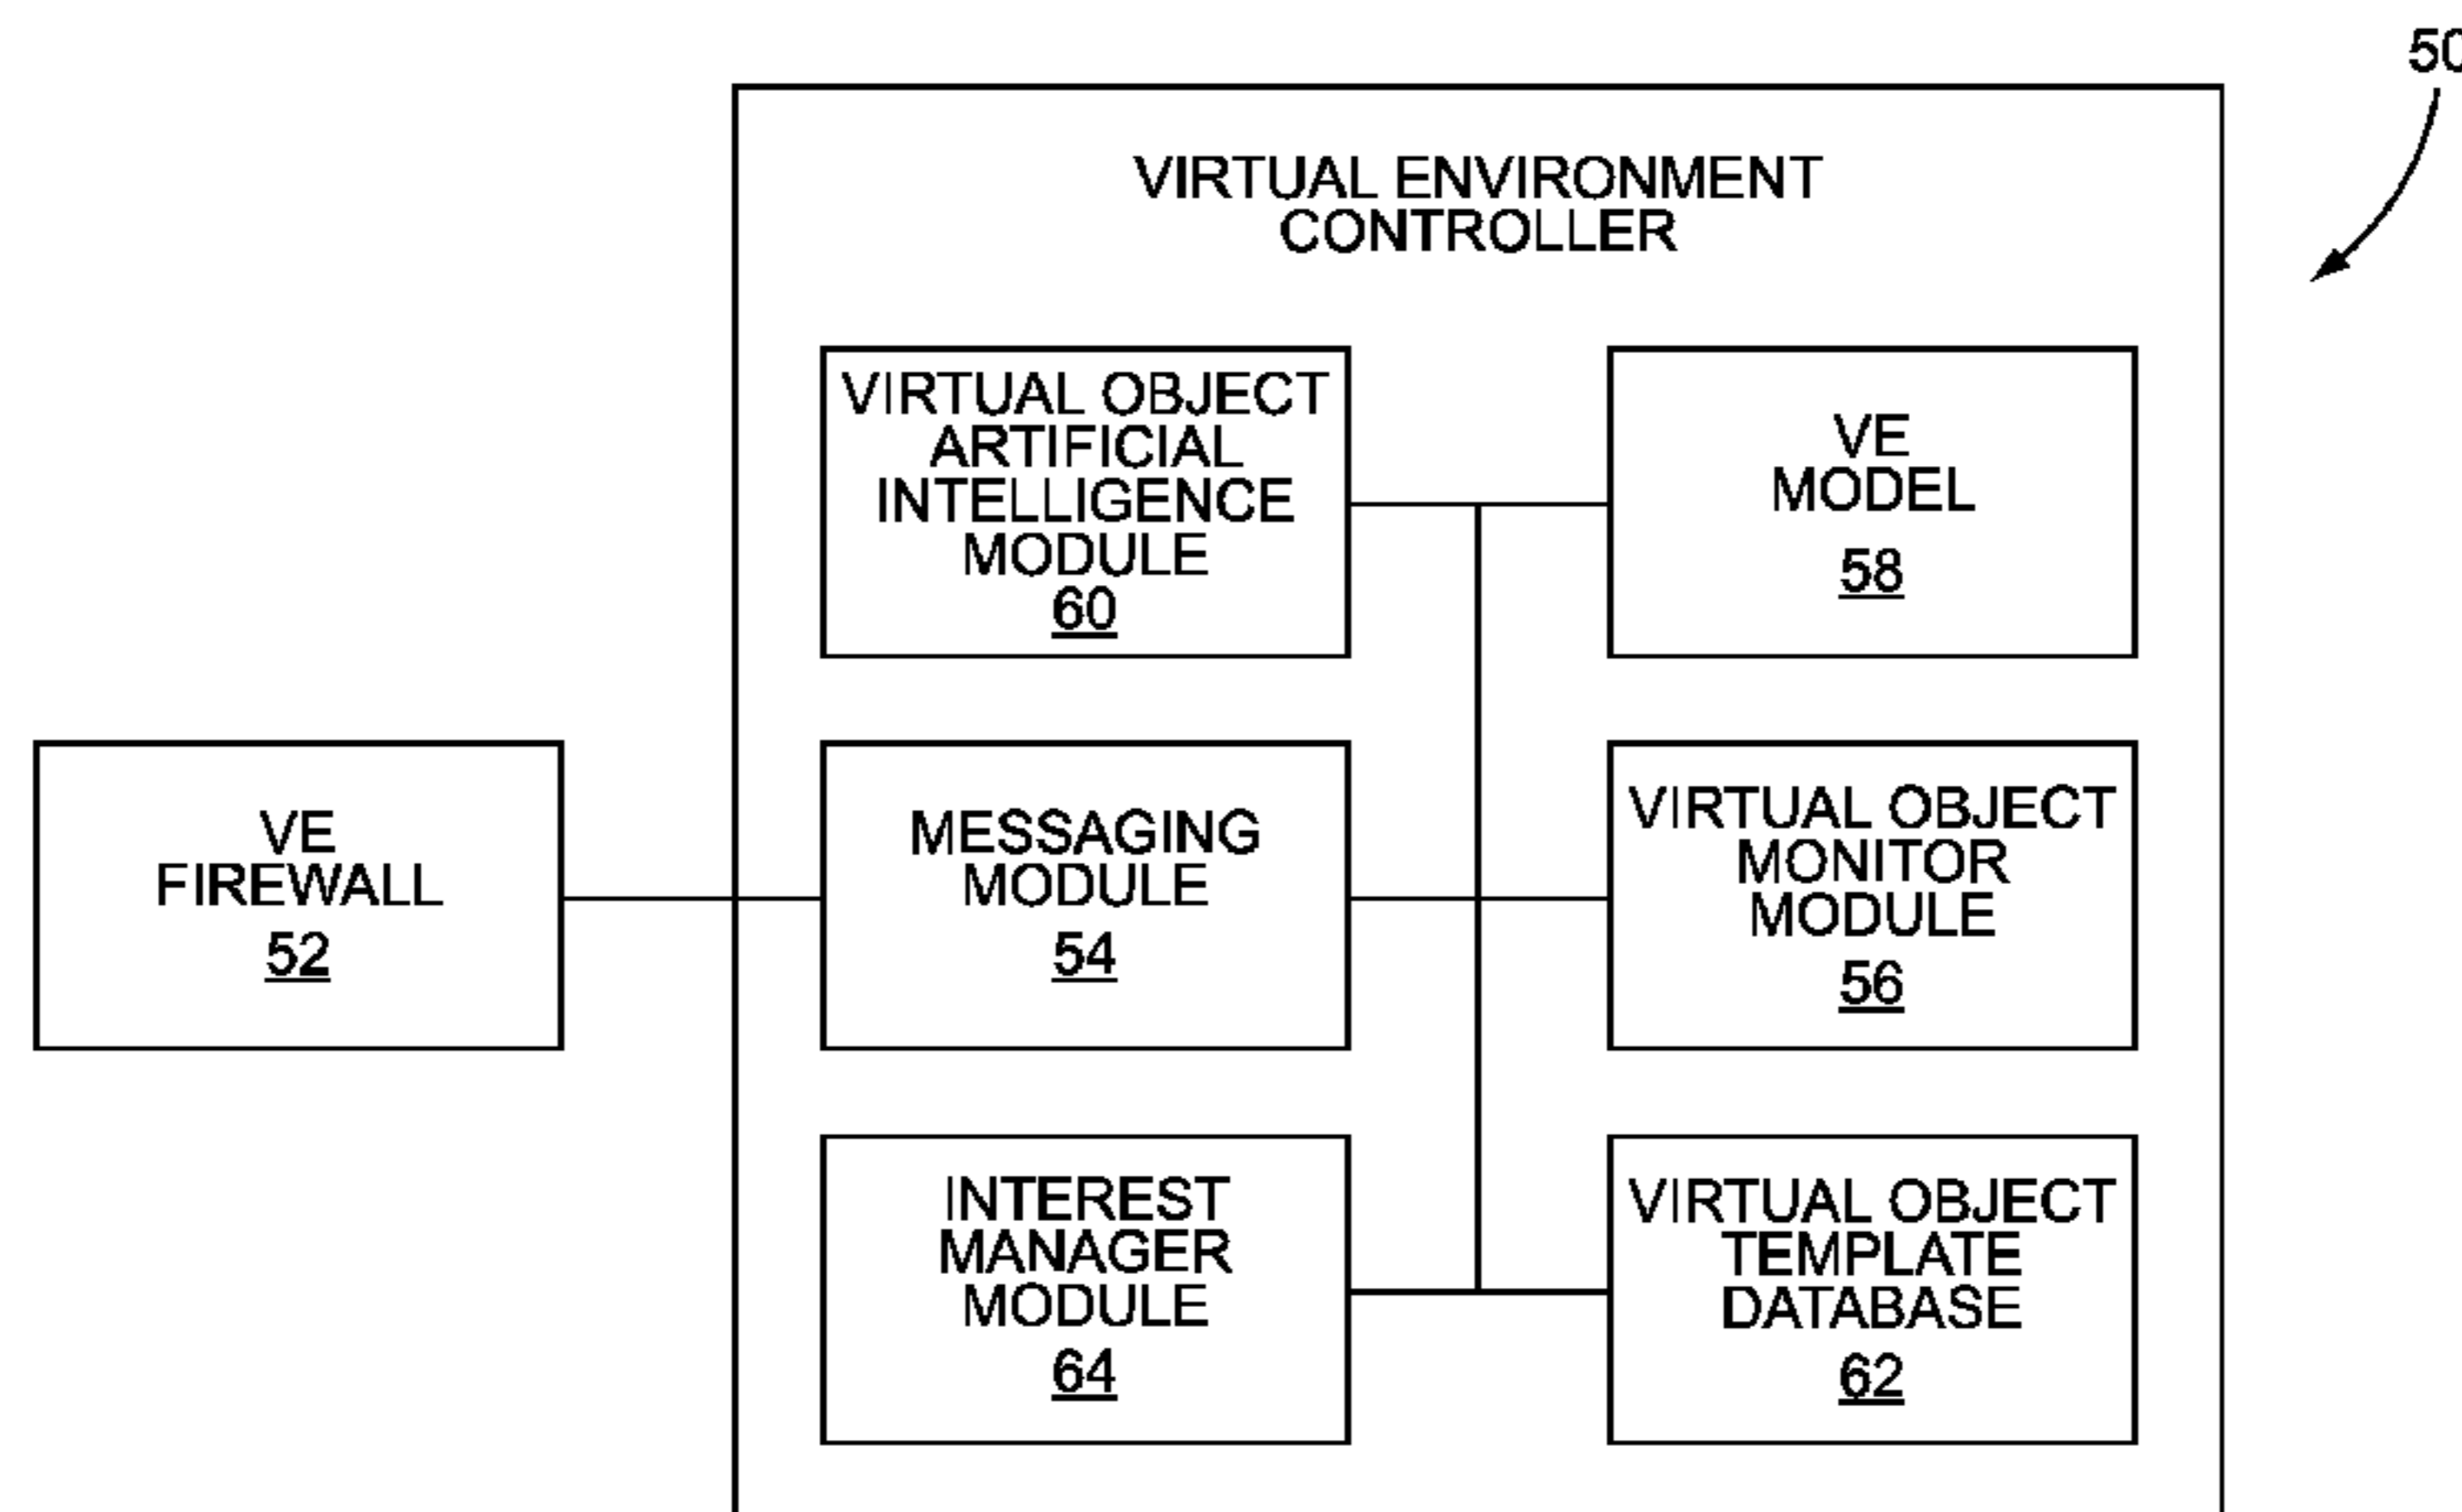 50
VIRTUAL ENVIRONMENT
CONTROLLER
VIRTUAL OBJECT
ARTIFICIAL
INTELLIGENCE
MODULE
60
VE
MODEL
58
VE
FIREWALL
52
MESSAGING
MODULE
54
VIRTUAL OBJECT
MONITOR
MODULE
56
INTEREST
MANAGER
MODULE
64
VIRTUAL OBJECT
TEMPLATE
DATABASE
62